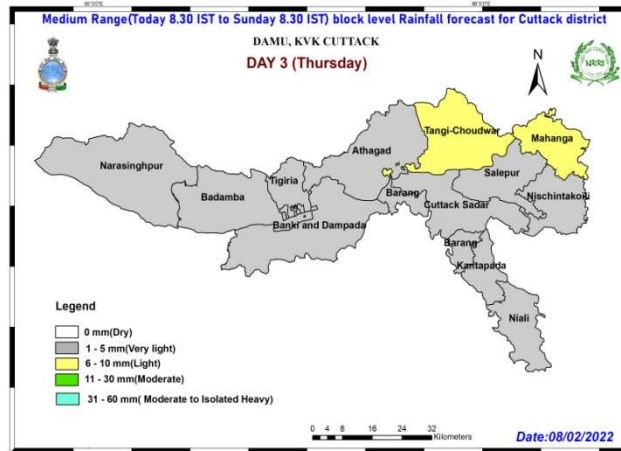 Medium Range(Today 8.30 IST to Sunday 8.30 IST) block level Rainfall forecast for Cuttack district
DAMU, KVK CUTTACK
DAY 3 (Thursday)
N
NRRI
Tangi-Choudwar
Mahanga
Athagad
Narasinghpur
Salepur
Tigiria
Badamba
Barang
Nischintakoili
Cuttack Sadar
Banki and Dampada
Barang
Kantapada
Niali
Legend
0 mm(Dry)
1 - 5 mm(Very light)
6 - 10 mm(Light)
11 - 30 mm(Moderate)
31 - 60 mm( Moderate to Isolated Heavy)
0 4 8 16 24 32
Kilometers
Date:08/02/2022